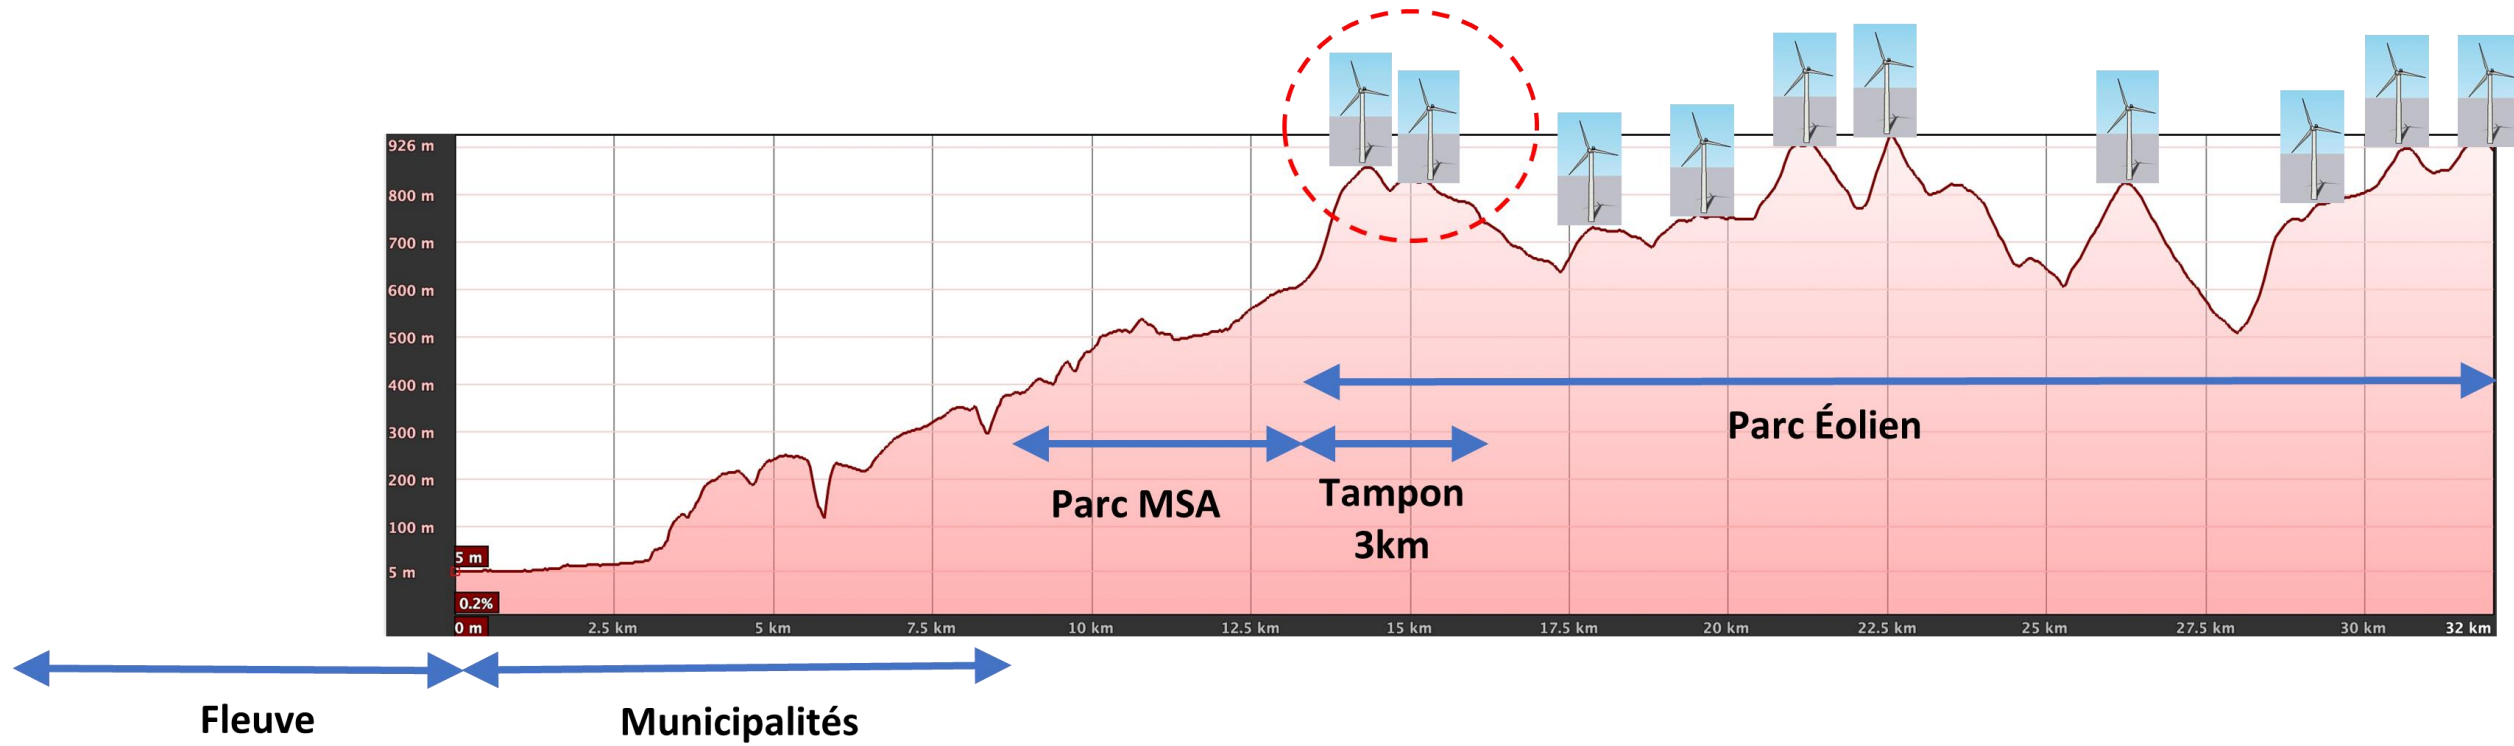 926 m
800 m
700 m
600 m
500 m
400 m
Parc Éolien
300 m
200 m
Parc MSA
Tampon
3km
100 m
5 m
5 m
0.2%
0 m 2.5 km 5 km 7.5 km 10 km 12.5 km 15 km 17.5 km 20 km 22.5 km 25 km 27.5 km 30 km 32 km
Fleuve Municipalités